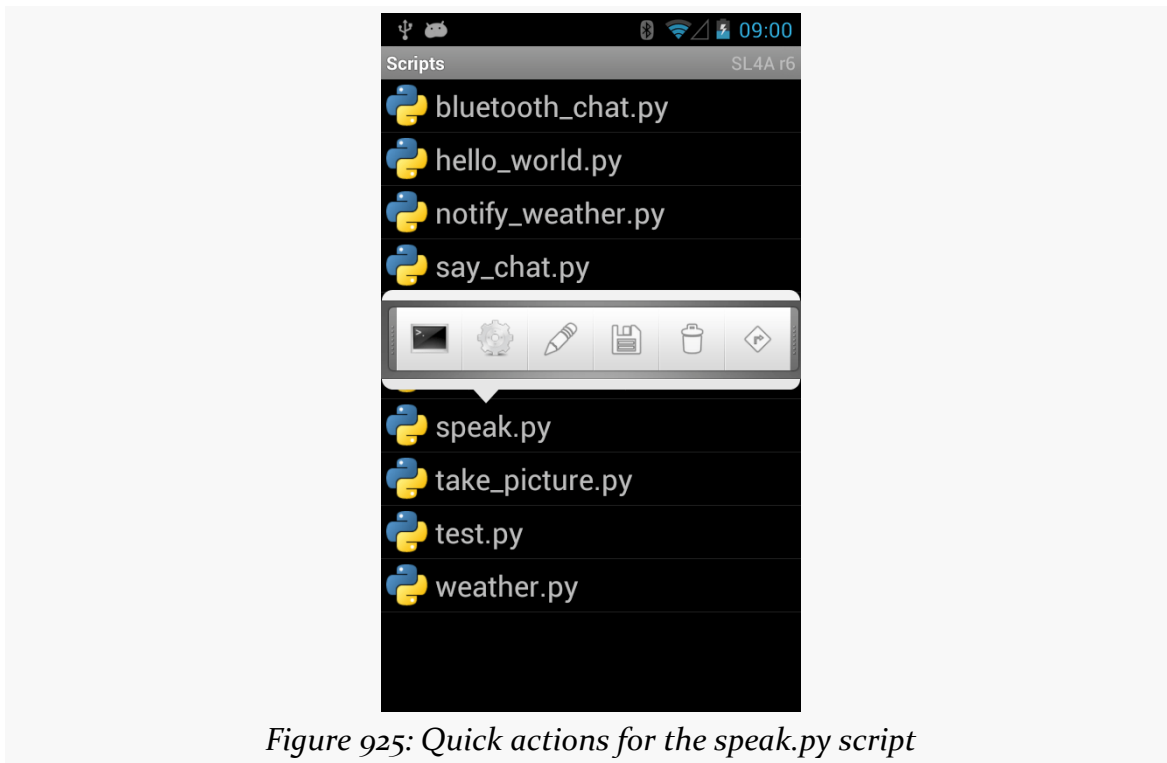 09:00
Scripts SL4A r6
bluetooth_chat.py
hello_world.py
notify_weather.py
say_chat.py
>.
speak.py
take_picture.py
test.py
weather.py
Figure 925: Quick actions for the speak.py script